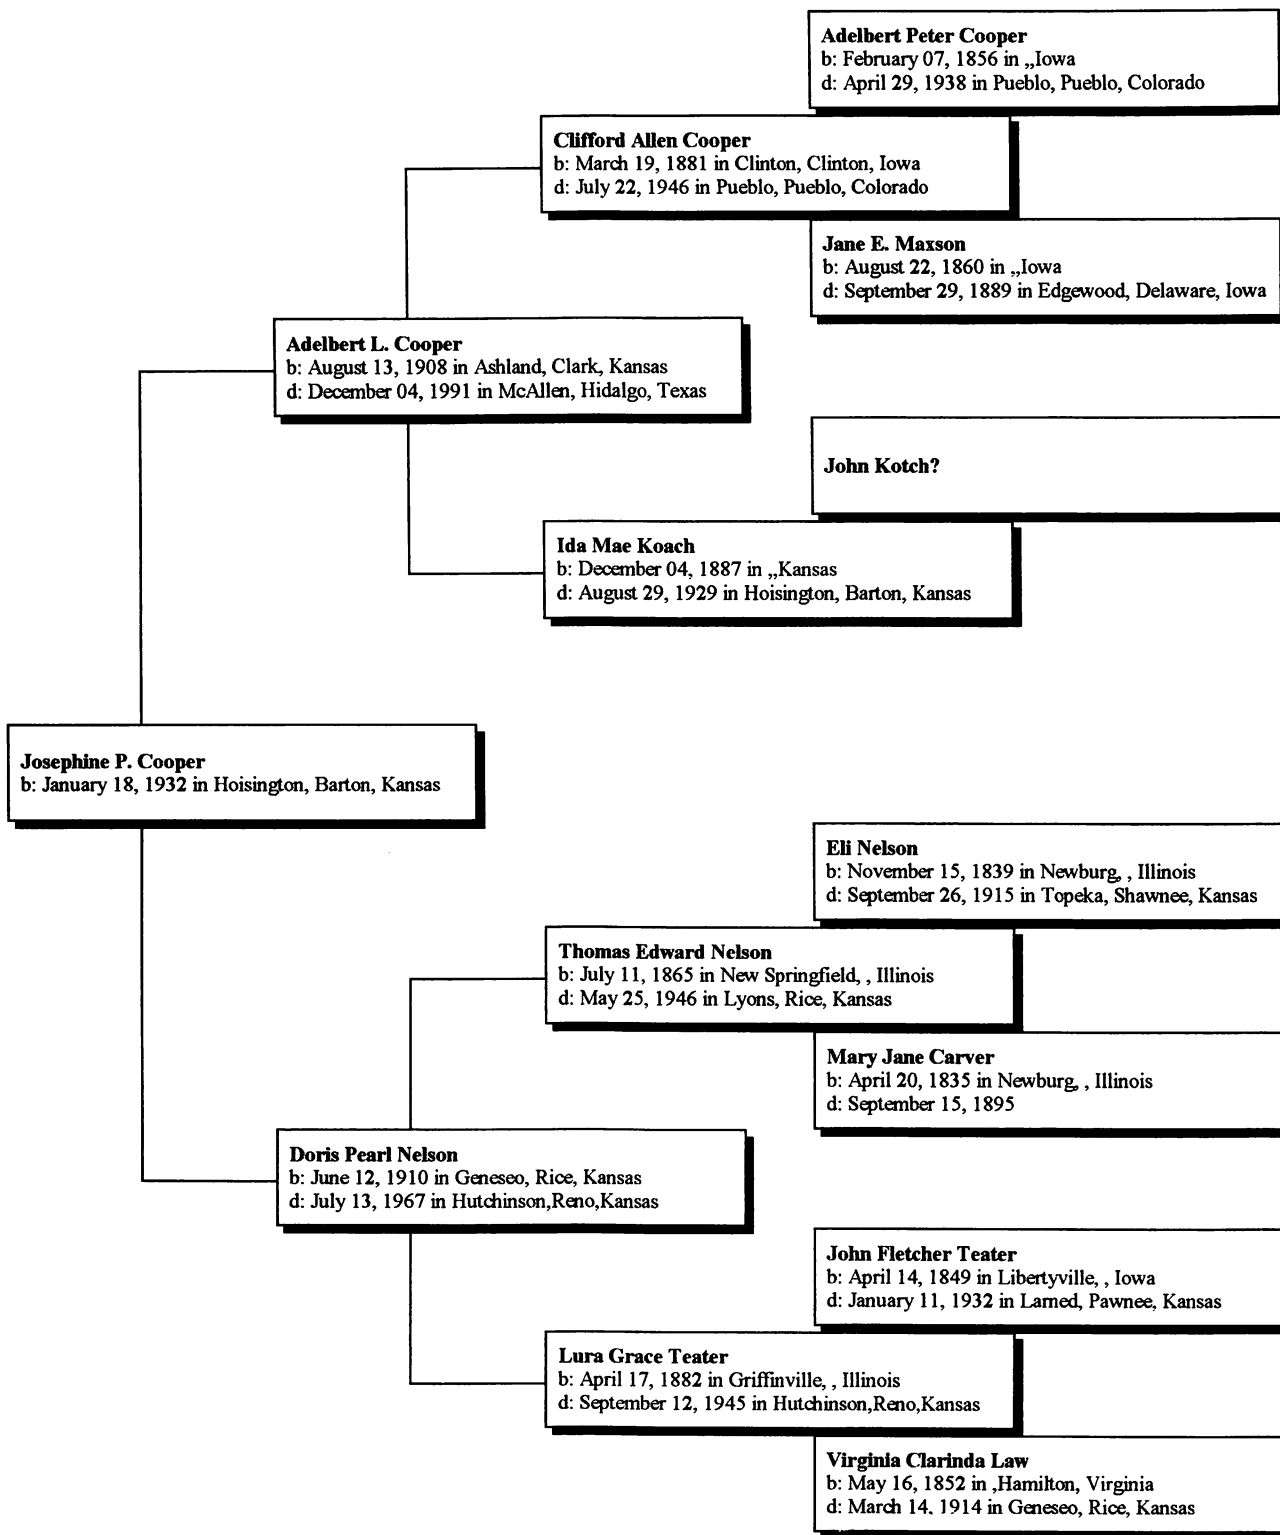 Adelbert Peter Cooper
b: February 07, 1856 in ,,Iowa
d: April 29, 1938 in Pueblo, Pueblo, Colorado
Clifford Allen Cooper
b: March 19, 1881 in Clinton, Clinton, Iowa
d: July 22, 1946 in Pueblo, Pueblo, Colorado
Jane E. Maxson
b: August 22, 1860 in ,,Iowa
d: September 29, 1889 in Edgewood, Delaware, Iowa
Adelbert L. Cooper
b: August 13, 1908 in Ashland, Clark, Kansas
d: December 04, 1991 in McAllen, Hidalgo, Texas
John Kotch?
Ida Mae Koach
b: December 04, 1887 in ,,Kansas
d: August 29, 1929 in Hoisington, Barton, Kansas
Josephine P. Cooper
b: January 18, 1932 in Hoisington, Barton, Kansas
Eli Nelson
b: November 15, 1839 in Newburg, , Illinois
d: September 26, 1915 in Topeka, Shawnee, Kansas
Thomas Edward Nelson
b: July 11, 1865 in New Springfield, , Illinois
d: May 25, 1946 in Lyons, Rice, Kansas
Mary Jane Carver
b: April 20, 1835 in Newburg, , Illinois
d: September 15, 1895
Doris Pearl Nelson
b: June 12, 1910 in Geneseo, Rice, Kansas
d: July 13, 1967 in Hutchinson,Reno,Kansas
John Fletcher Teater
b: April 14, 1849 in Libertyville, , Iowa
d: January 11, 1932 in Larned, Pawnee, Kansas
Lura Grace Teater
b: April 17, 1882 in Griffinville, , Illinois
d: September 12, 1945 in Hutchinson,Reno,Kansas
Virginia Clarinda Law
b: May 16, 1852 in ,Hamilton, Virginia
d: March 14, 1914 in Geneseo, Rice, Kansas